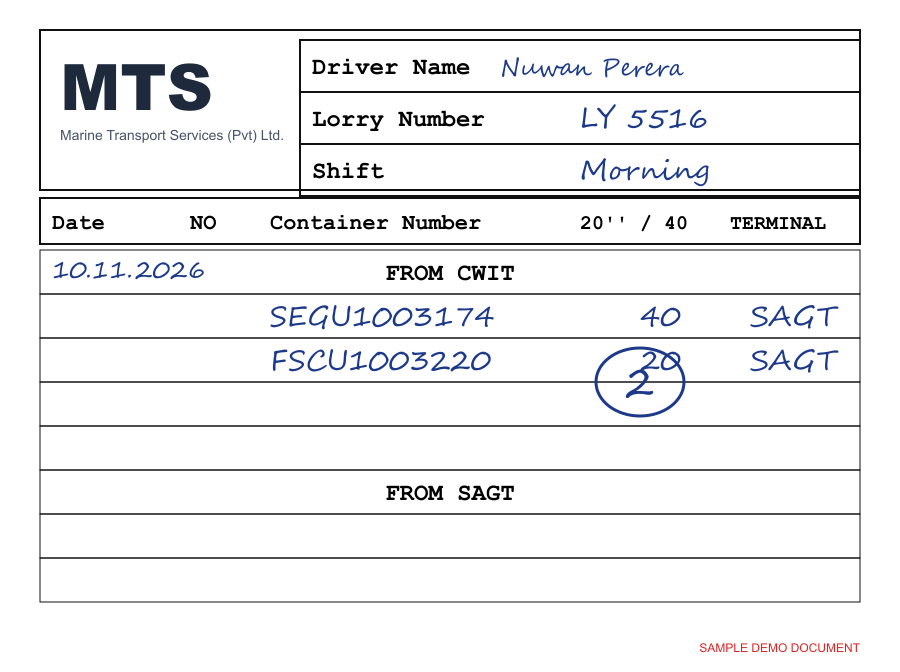 MTS
Marine Transport Services (Pvt) Ltd.
Driver Name Nuwan Perera
Lorry Number LY 5516
Shift Morning
Date NO Container Number 20'' / 40 TERMINAL
10.11.2026 FROM CWIT
SEGU1003174 40 SAGT
FSCU1003220 20 SAGT
2
FROM SAGT
SAMPLE DEMO DOCUMENT